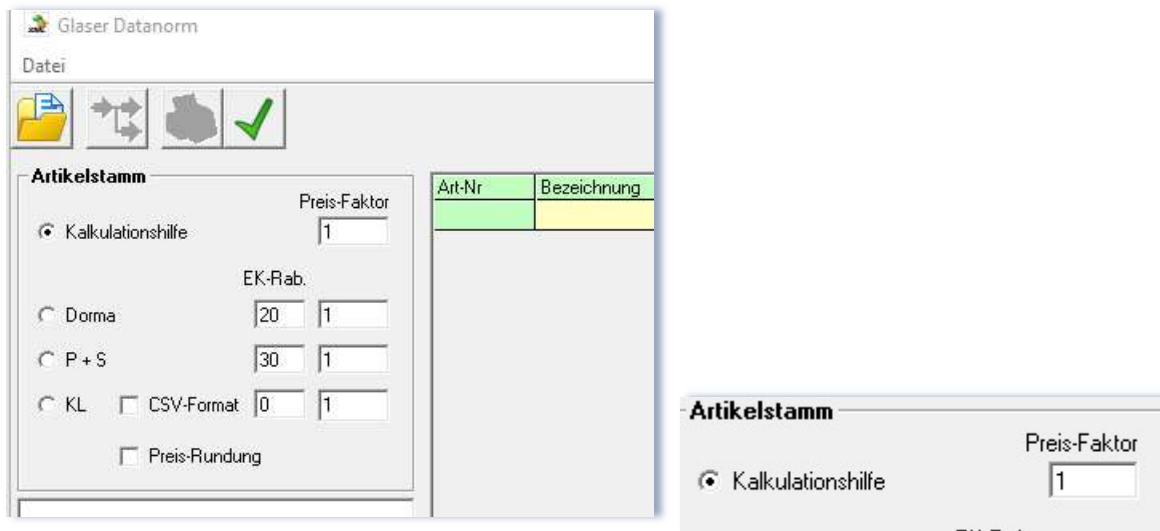 Glaser Datanorm
Datei
Artikelstamm
Art-Nr Bezeichnung
Preis-Faktor
Kalkulationshilfe 1
EK-Rab.
Dorma 20 1
P + S 30 1
KL CSV-Format 0 1
Preis-Rundung
Artikelstamm
Preis-Faktor
Kalkulationshilfe 1